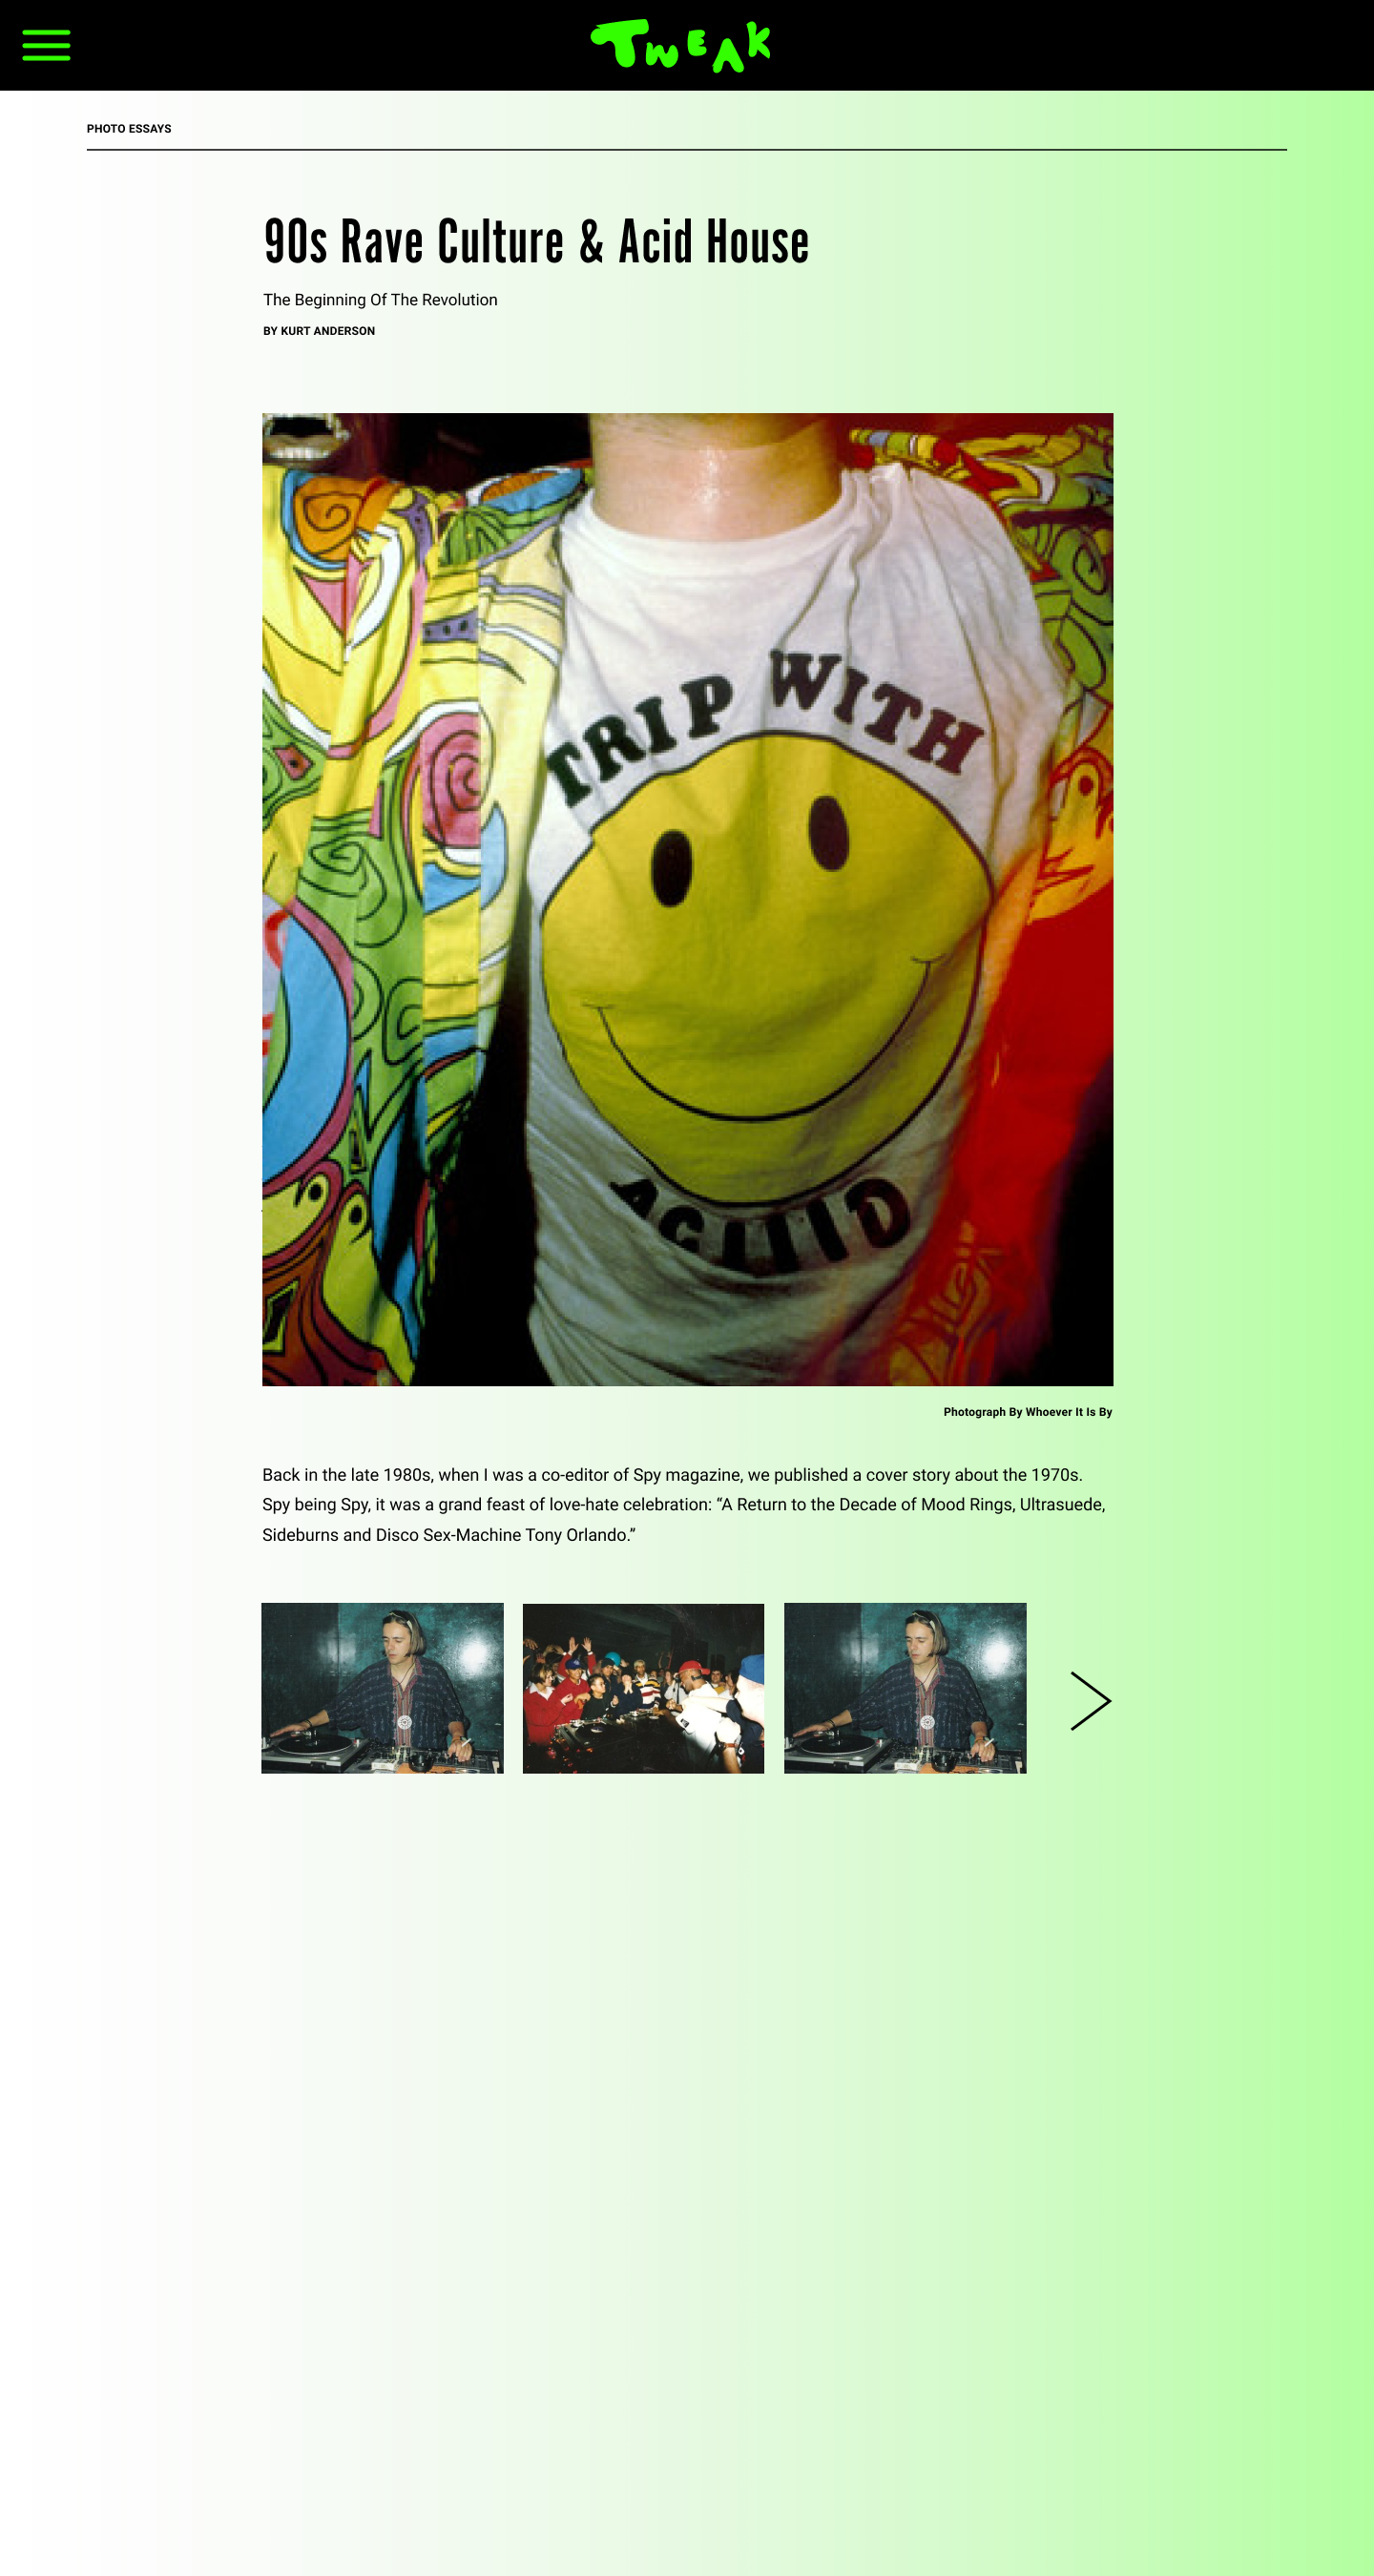 TWEAK
PHOTO ESSAYS
90s Rave Culture & Acid House
The Beginning Of The Revolution
BY KURT ANDERSON
TRIP WITH
ACIIID
Photograph By Whoever It Is By
Back in the late 1980s, when I was a co-editor of Spy magazine, we published a cover story about the 1970s.
Spy being Spy, it was a grand feast of love-hate celebration: “A Return to the Decade of Mood Rings, Ultrasuede,
Sideburns and Disco Sex-Machine Tony Orlando.”